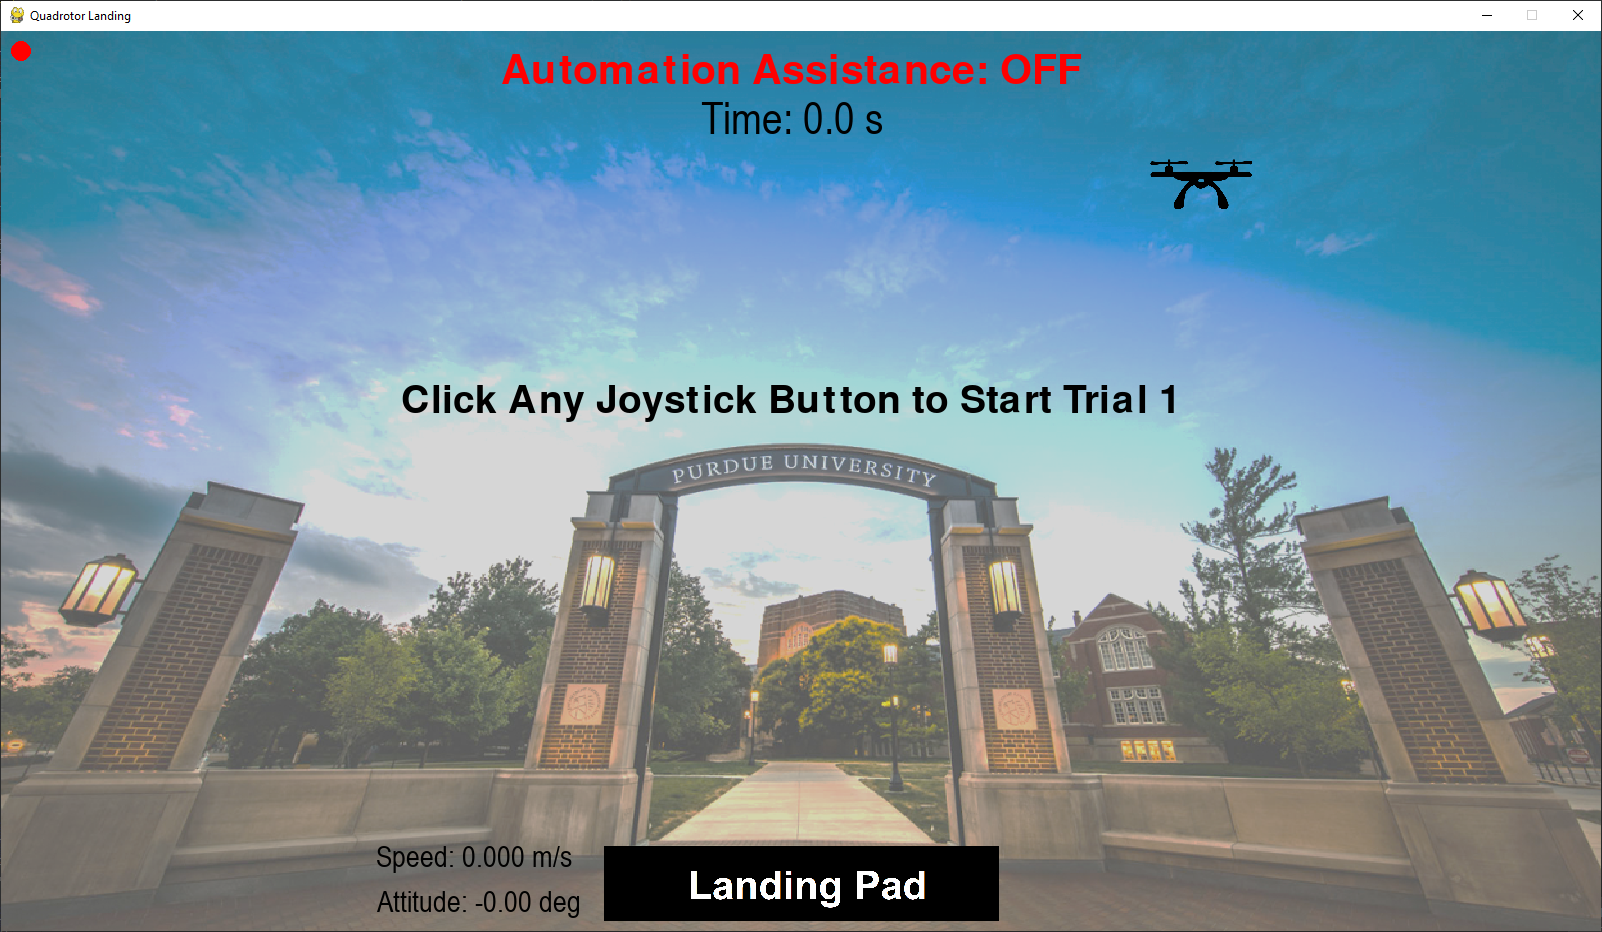 Quadrotor Landing
Automation Assistance: OFF
Time: 0.0 s
Click Any Joystick Button to Start Trial 1
PURDUE UNIVERSITY
Speed: 0.000 m/s
Attitude: -0.00 deg
Landing Pad